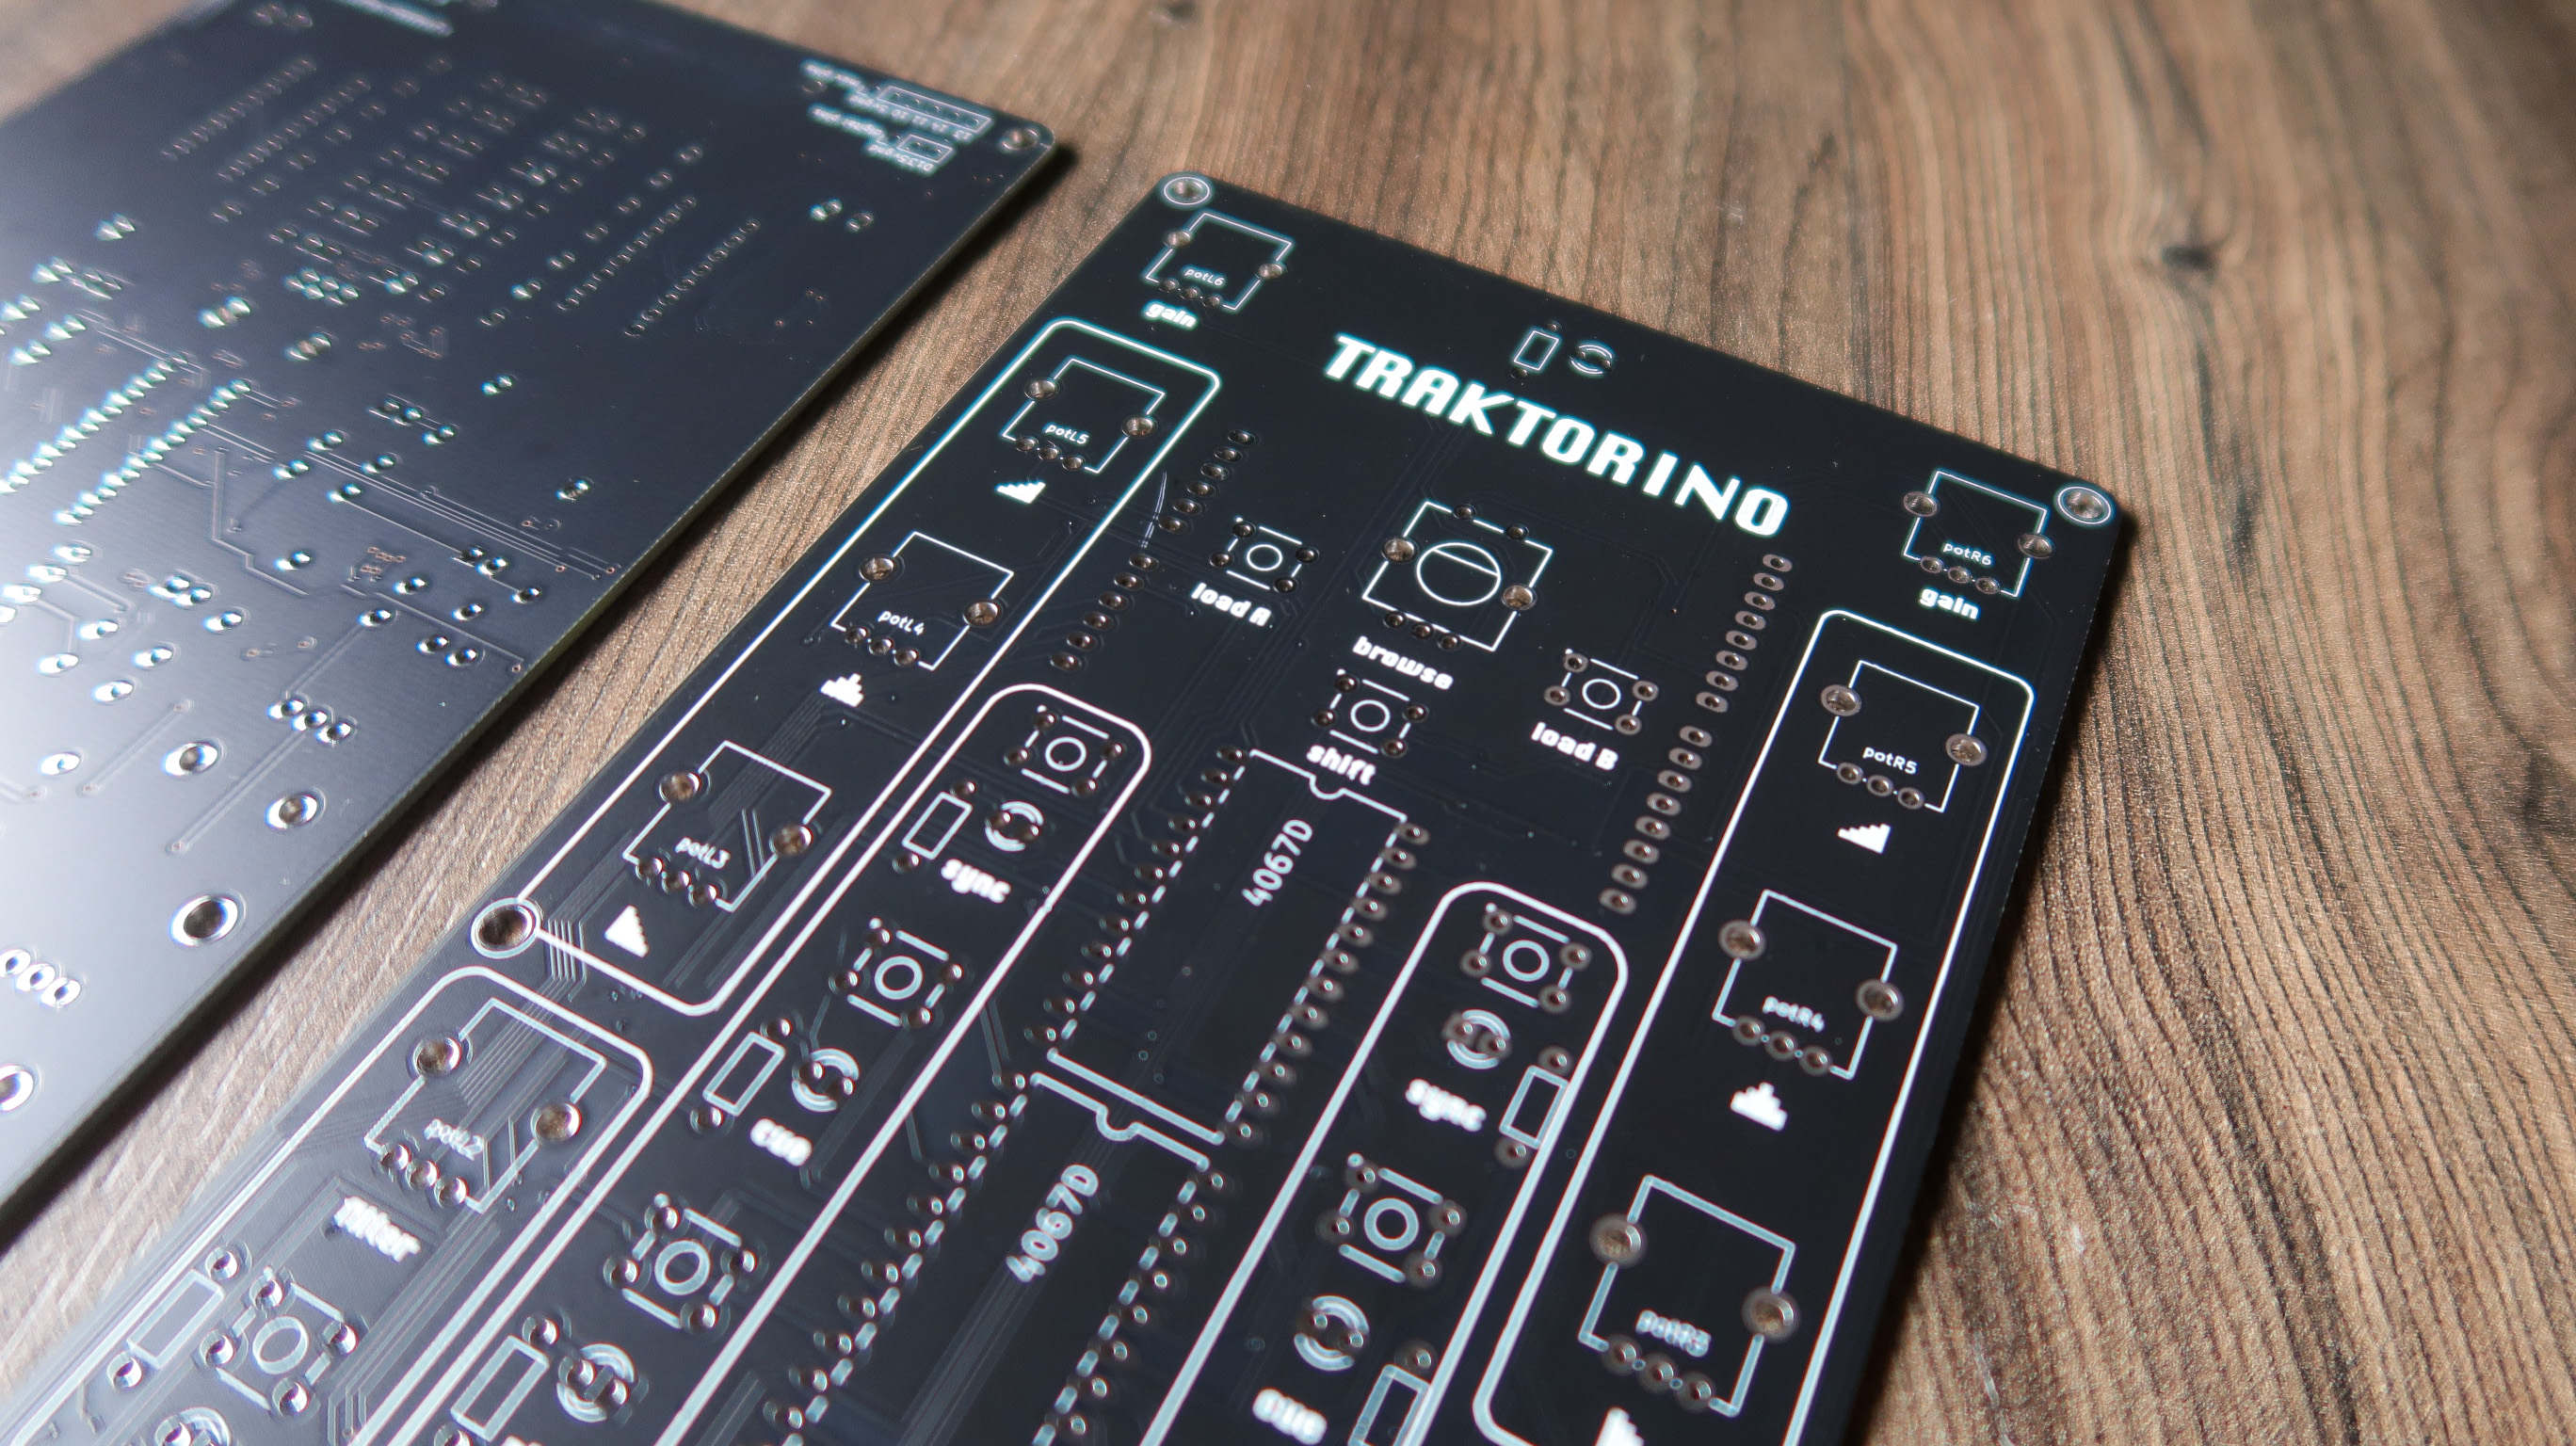 potL6
gain
TRAKTORINO
potL5
potR6
gain
load A
browse
potL4
shift
load B
potR5
potL3
sync
4067D
potR4
sync
cue
potL2
filter
4067D
potR3
cue